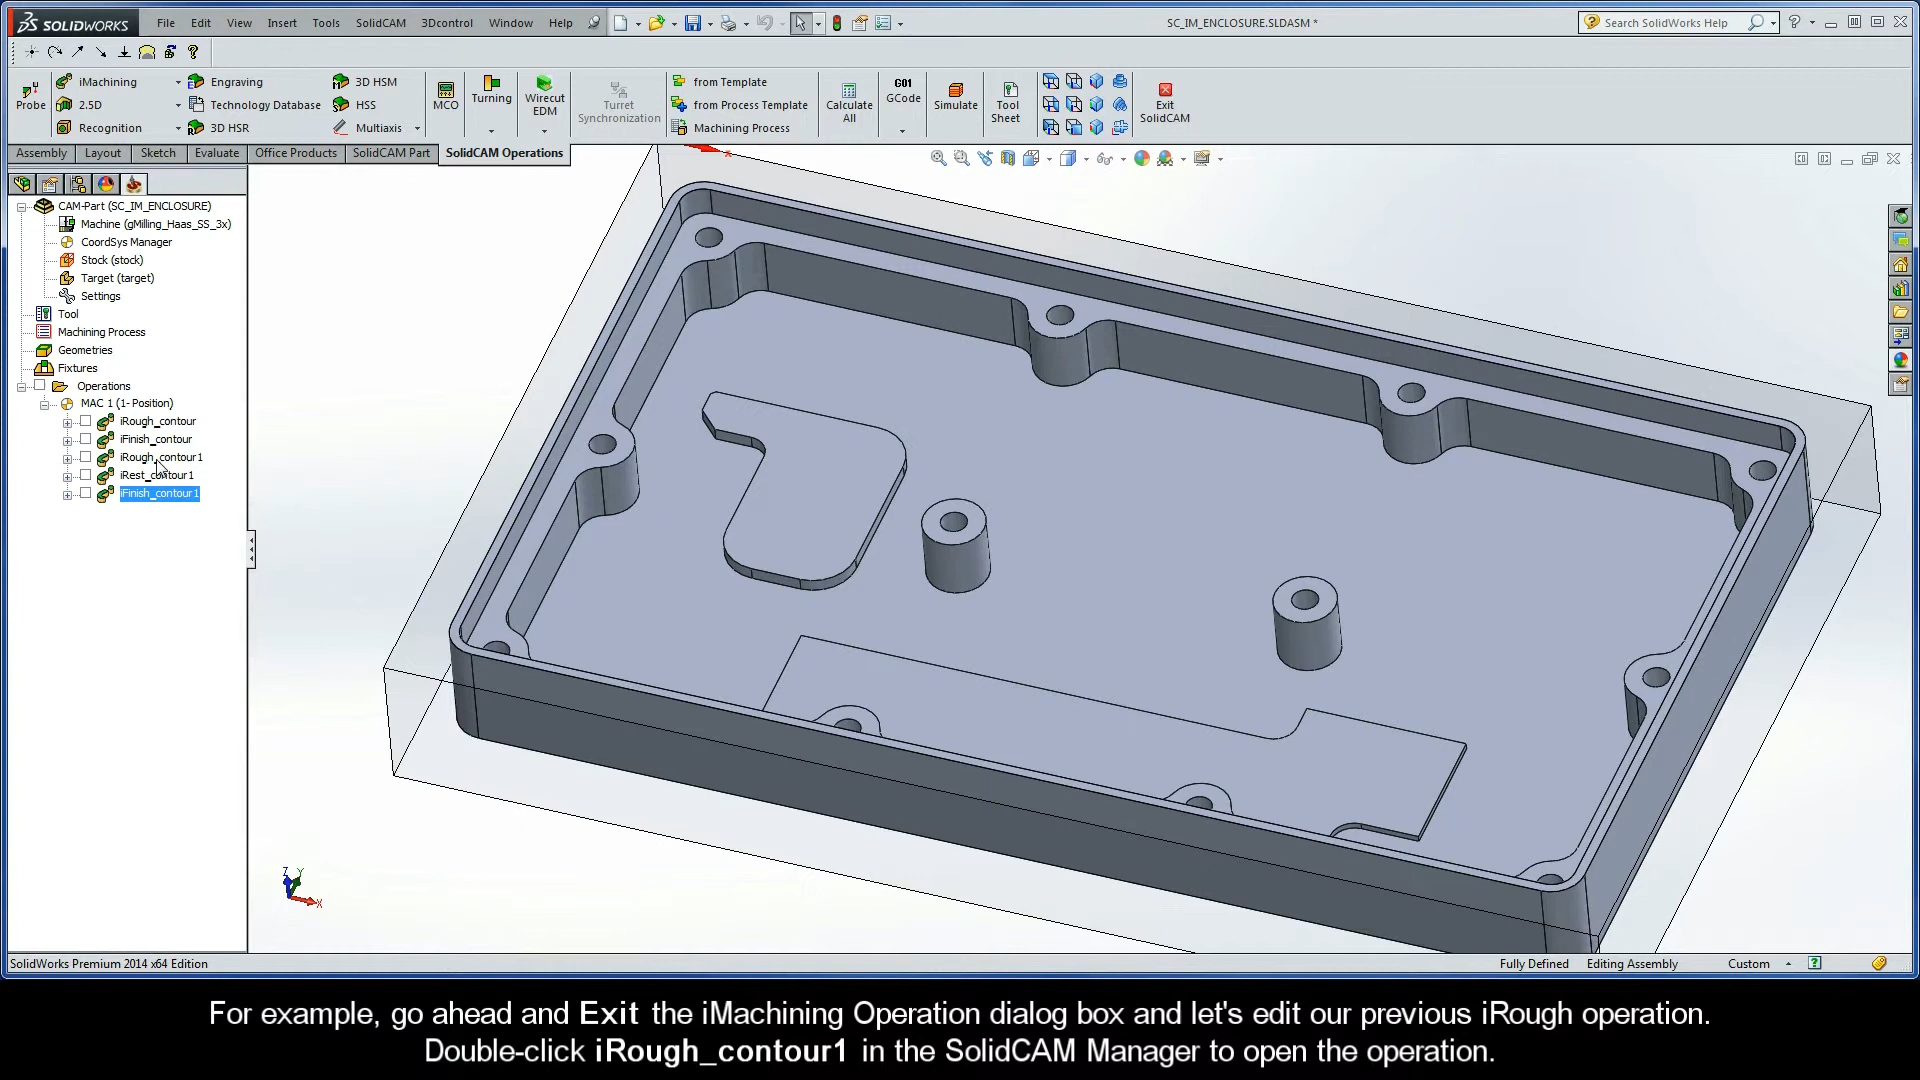 SOLIDWORKS File Edit View Insert Tools SolidCAM 3Dcontrol Window Help SC_IM_ENCLOSURE.SLDASM * Search SolidWorks Help
Probe iMachining Engraving 3D HSM MCO Turning Wirecut EDM Turret Synchronization from Template Calculate All G01 GCode Simulate Tool Sheet Exit SolidCAM
2.5D Technology Database HSS from Process Template
Recognition 3D HSR Multiaxis Machining Process
Assembly Layout Sketch Evaluate Office Products SolidCAM Part SolidCAM Operations
CAM-Part (SC_IM_ENCLOSURE)
Machine (gMilling_Haas_SS_3x)
CoordSys Manager
Stock (stock)
Target (target)
Settings
Tool
Machining Process
Geometries
Fixtures
Operations
MAC 1 (1- Position)
iRough_contour
iFinish_contour
iRough_contour1
iRest_contour1
iFinish_contour1
Z Y
X
SolidWorks Premium 2014 x64 Edition Fully Defined Editing Assembly Custom
For example, go ahead and Exit the iMachining Operation dialog box and let's edit our previous iRough operation.
Double-click iRough_contour1 in the SolidCAM Manager to open the operation.